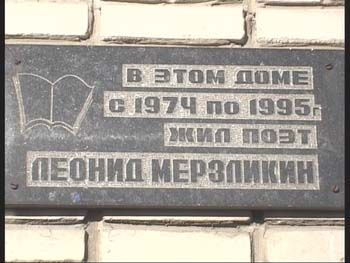 В ЭТОМ ДОМЕ
С 1974 ПО 1995г.
ЖИЛ ПОЭТ
ЛЕОНИД МЕРЗЛИКИН